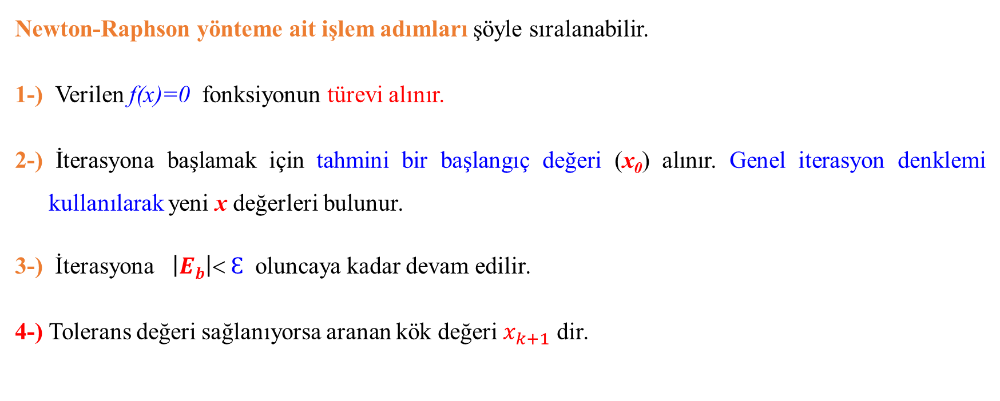 Newton-Raphson yönteme ait işlem adımları şöyle sıralanabilir.
1-) Verilen f(x)=0 fonksiyonun türevi alınır.
2-) İterasyona başlamak için tahmini bir başlangıç değeri (x₀) alınır. Genel iterasyon denklemi
kullanılarak yeni x değerleri bulunur.
3-) İterasyona |E_b|< Ɛ oluncaya kadar devam edilir.
4-) Tolerans değeri sağlanıyorsa aranan kök değeri x_{k+1} dir.